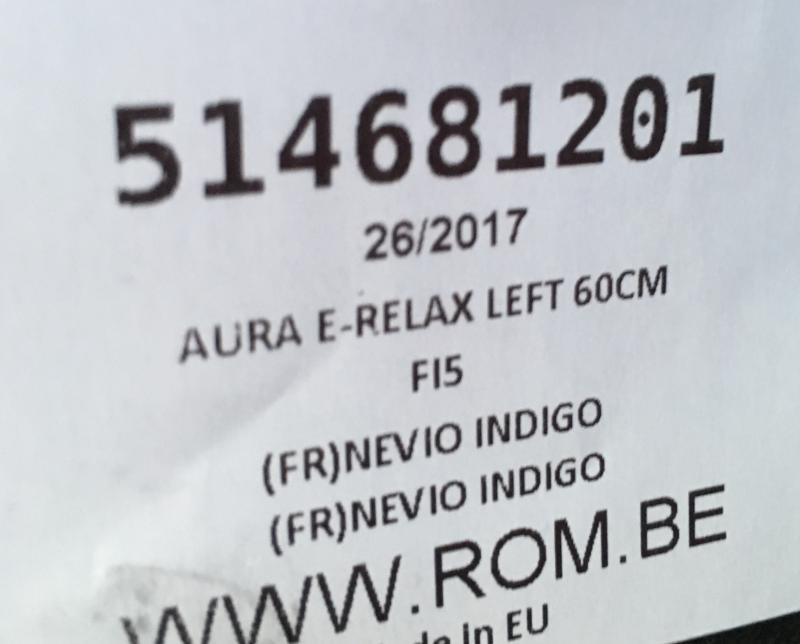 514681201
26/2017
AURA E-RELAX LEFT 60CM
FI5
(FR)NEVIO INDIGO
(FR)NEVIO INDIGO
WWW.ROM.BE
in EU